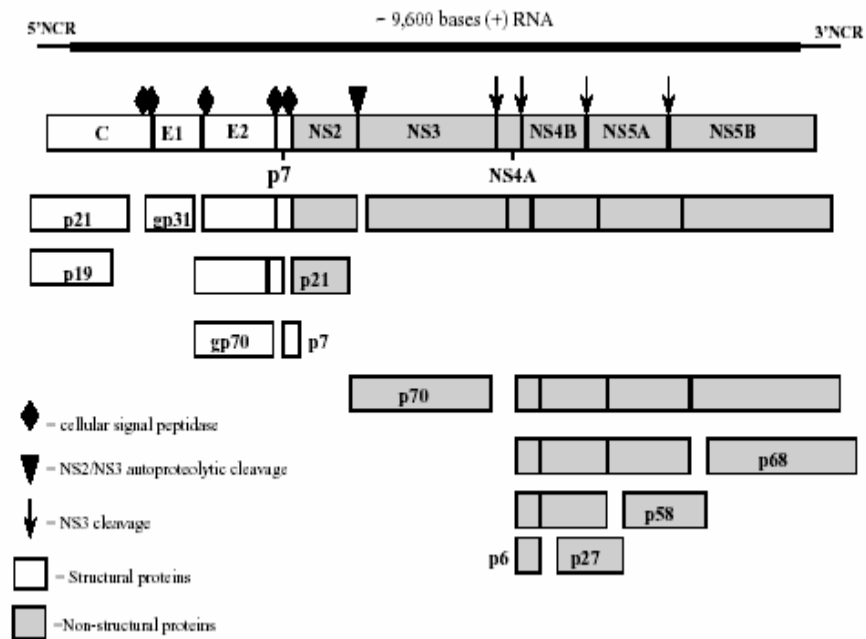 ~ 9,600 bases (+) RNA
5'NCR
3'NCR
C E1 E2 NS2 NS3 NS4B NS5A NS5B
p7 NS4A
p21 gp31
p19
p21
gp70 p7
p70
= cellular signal peptidase
= NS2/NS3 autoproteolytic cleavage
p68
= NS3 cleavage
p58
p6 p27
= Structural proteins
=Non-structural proteins